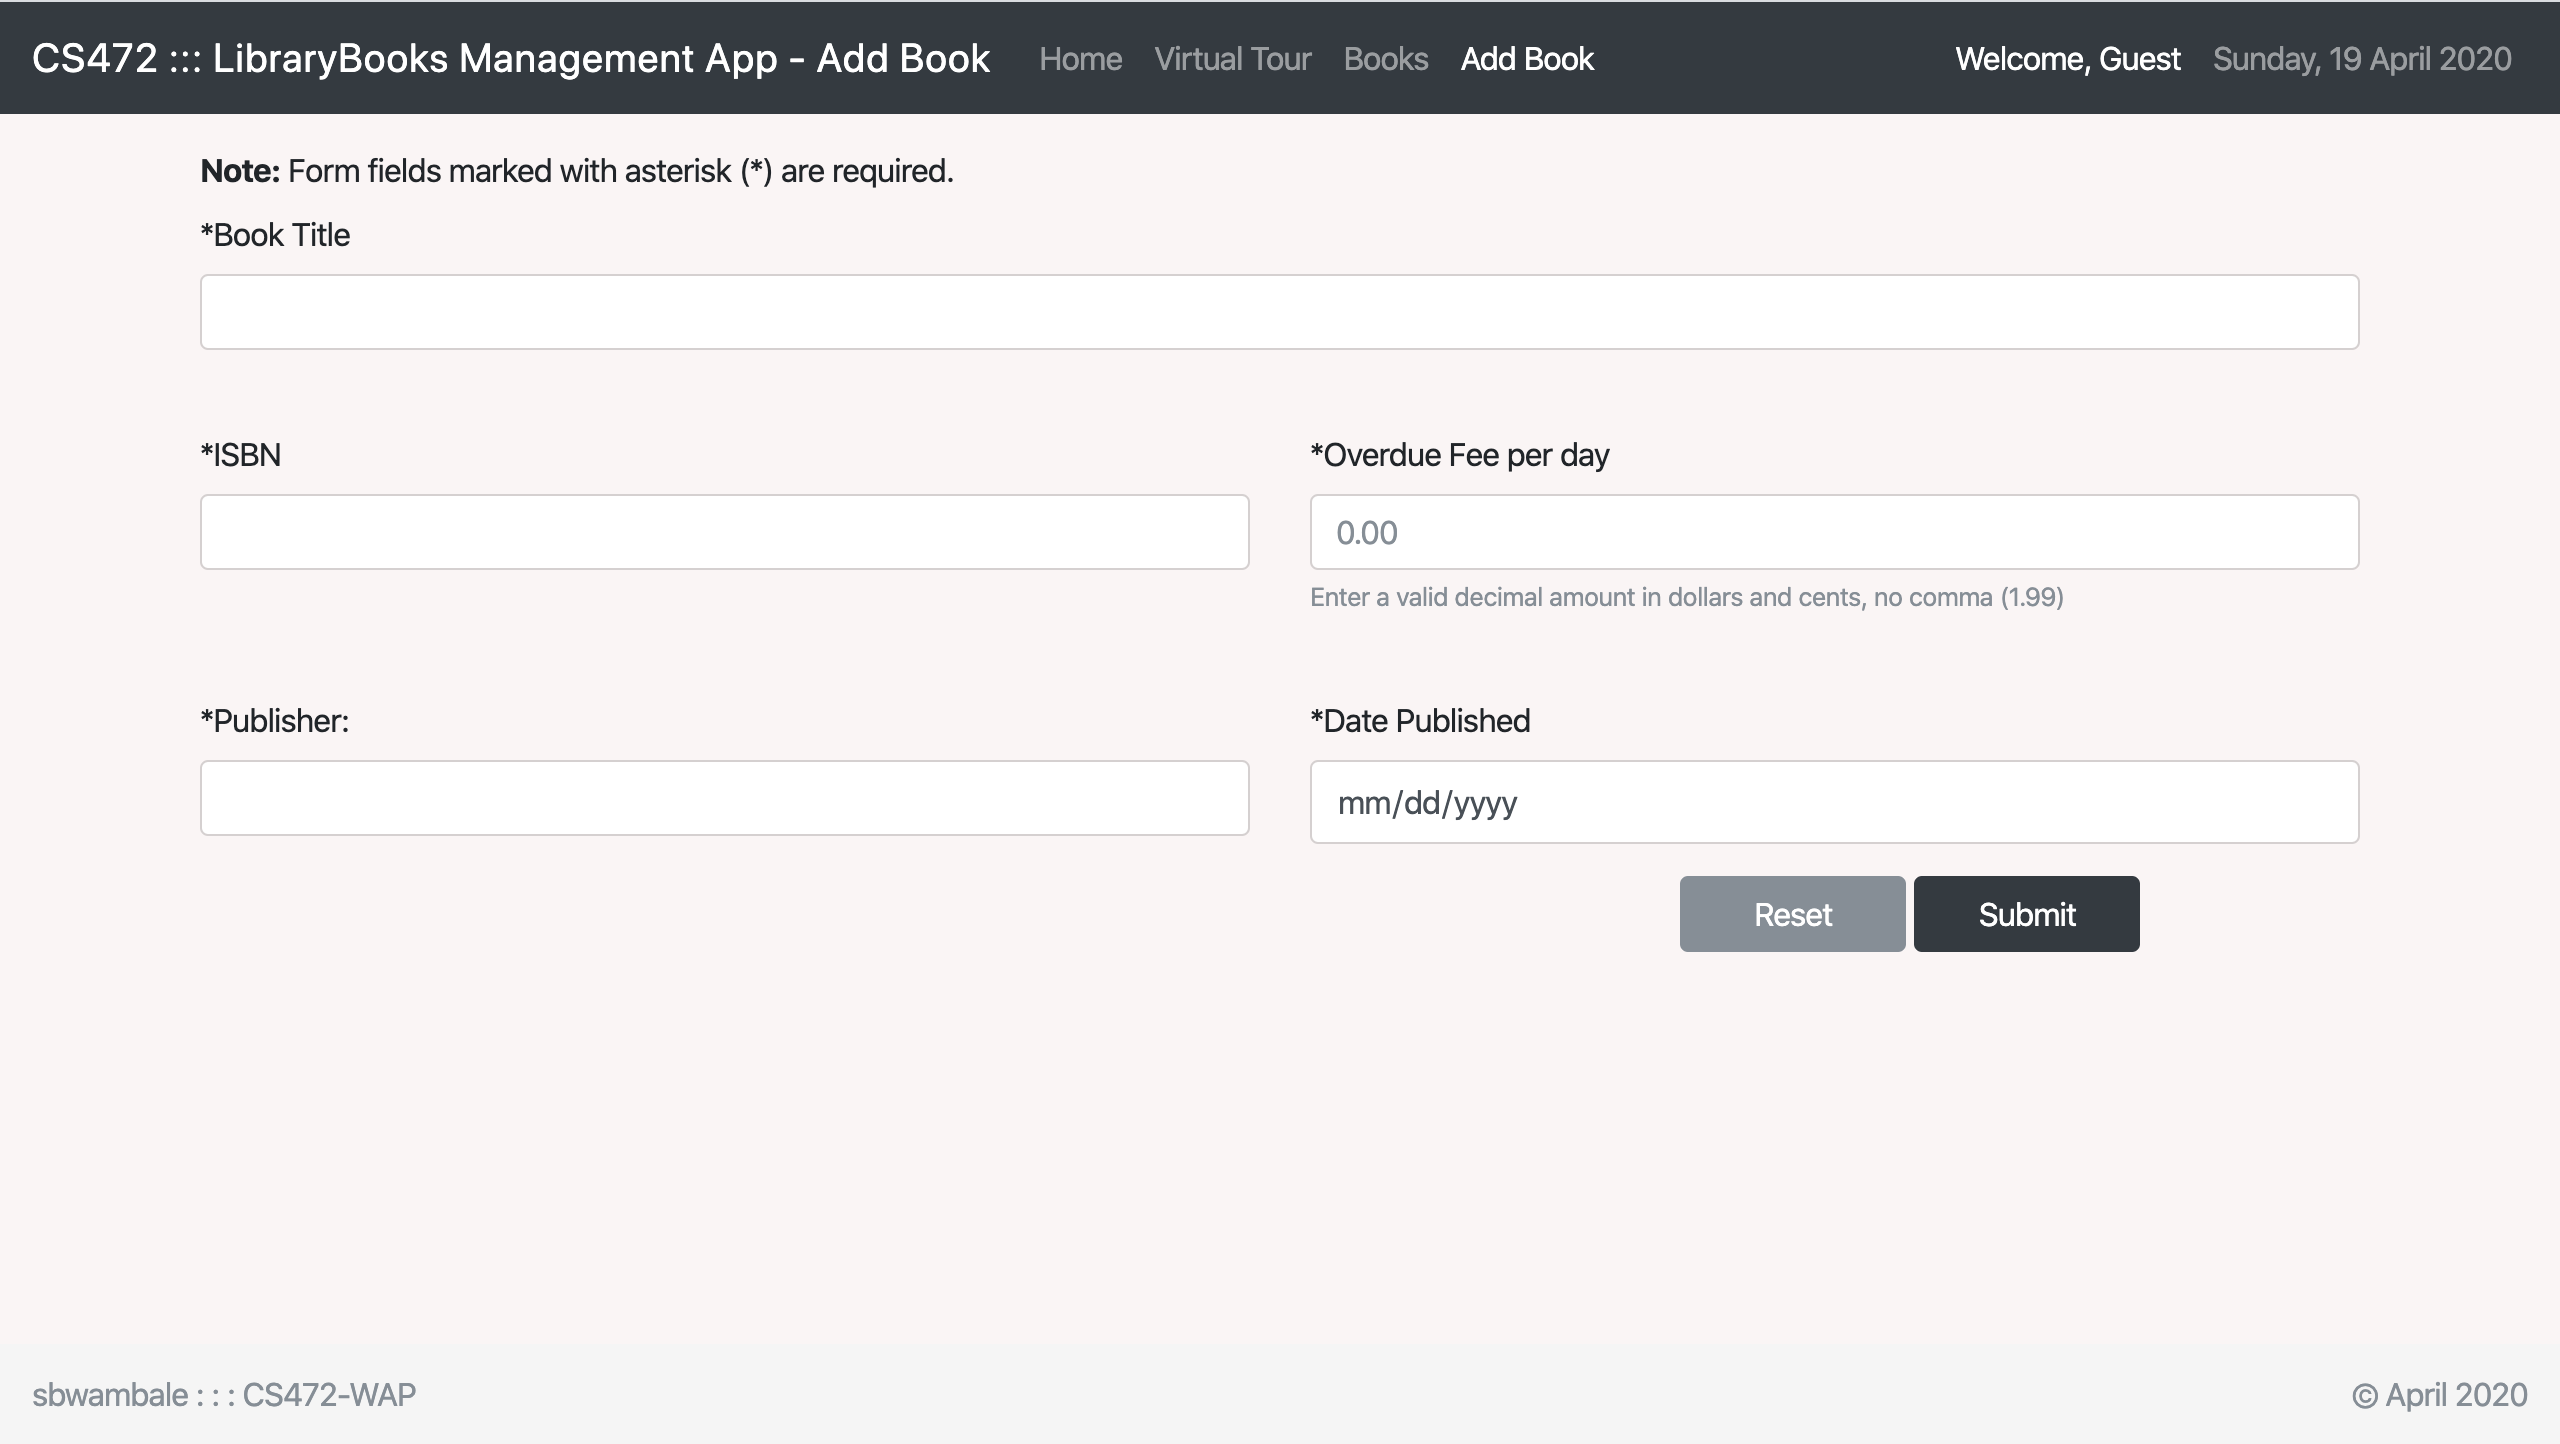 CS472 ::: LibraryBooks Management App - Add Book Home Virtual Tour Books Add Book Welcome, Guest Sunday, 19 April 2020
Note: Form fields marked with asterisk (*) are required.
*Book Title
*ISBN *Overdue Fee per day
0.00
Enter a valid decimal amount in dollars and cents, no comma (1.99)
*Publisher: *Date Published
mm/dd/yyyy
Reset Submit
sbwambale : : : CS472-WAP © April 2020